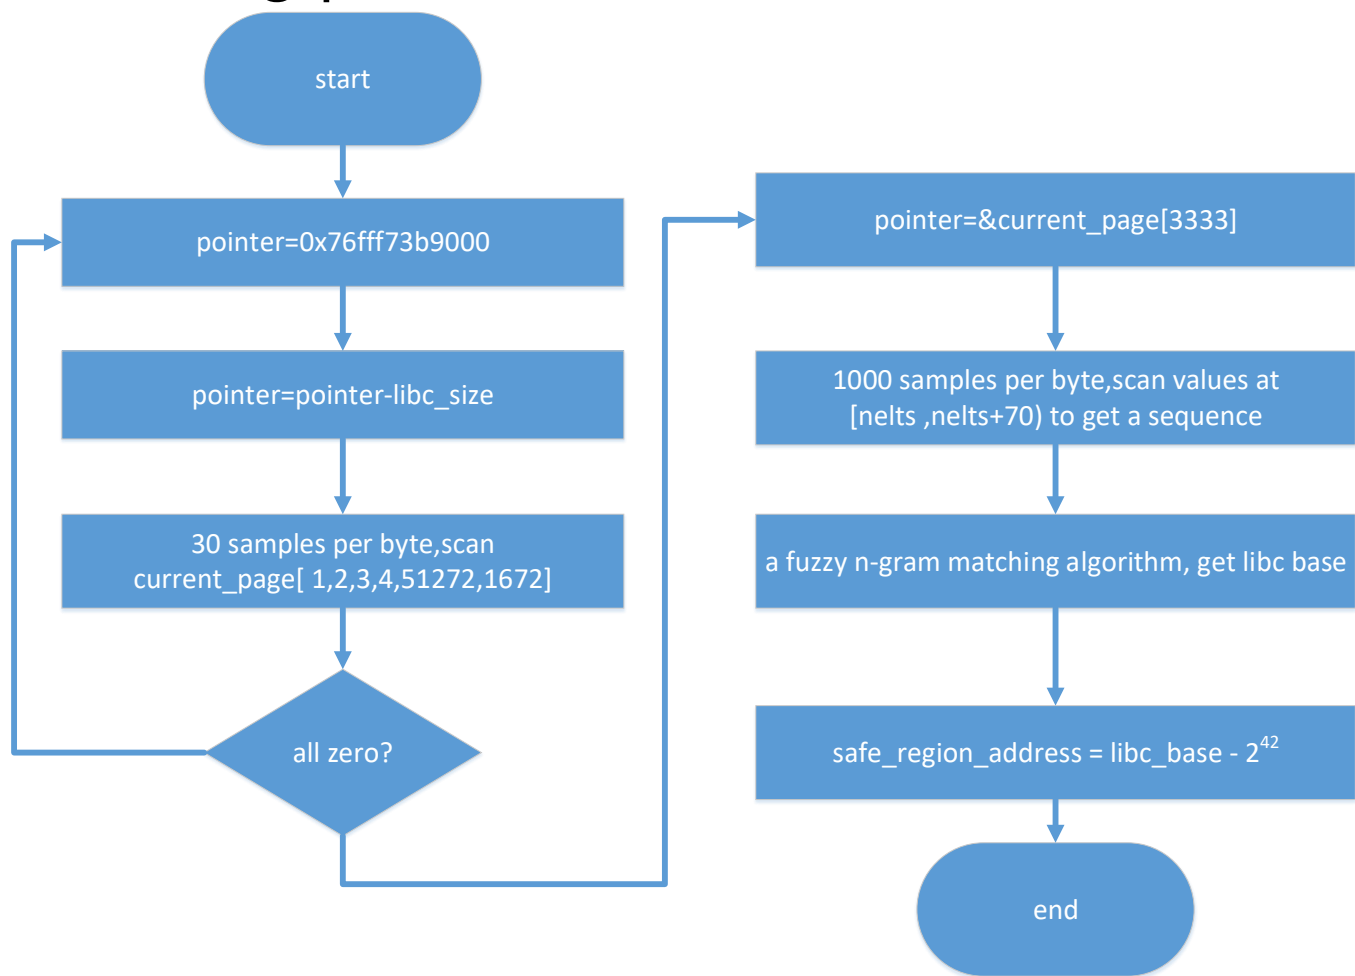 start
pointer=0x76fff73b9000
pointer=pointer-libc_size
30 samples per byte,scan
current_page[ 1,2,3,4,51272,1672]
all zero?
pointer=&current_page[3333]
1000 samples per byte,scan values at
[nelts ,nelts+70) to get a sequence
a fuzzy n-gram matching algorithm, get libc base
safe_region_address = libc_base - 2^42
end